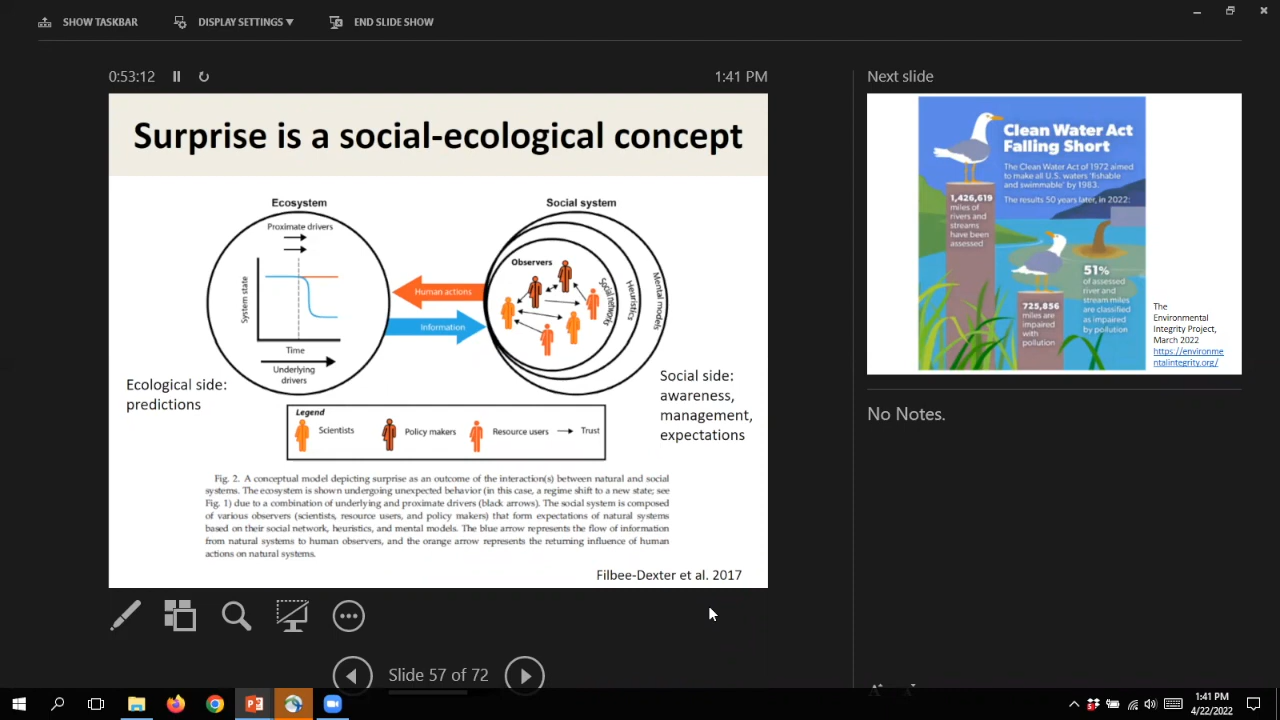 SHOW TASKBAR
DISPLAY SETTINGS ▼
END SLIDE SHOW
0:53:12
1:41 PM
Surprise is a social-ecological concept
Ecosystem
Proximate drivers
System state
Time
Underlying
drivers
Human actions
Information
Social system
Observers
Social networks
Heuristics
Mental models
Ecological side:
predictions
Social side:
awareness,
management,
expectations
Legend
Scientists
Policy makers
Resource users
Trust
Fig. 2. A conceptual model depicting surprise as an outcome of the interaction(s) between natural and social
systems. The ecosystem is shown undergoing unexpected behavior (in this case, a regime shift to a new state; see
Fig. 1) due to a combination of underlying and proximate drivers (black arrows). The social system is composed
of various observers (scientists, resource users, and policy makers) that form expectations of natural systems
based on their social network, heuristics, and mental models. The blue arrow represents the flow of information
from natural systems to human observers, and the orange arrow represents the returning influence of human
actions on natural systems.
Filbee-Dexter et al. 2017
Slide 57 of 72
Next slide
Clean Water Act
Falling Short
The Clean Water Act of 1972 aimed
to make all U.S. waters 'fishable
and swimmable' by 1983.
The results 50 years later, in 2022:
1,426,619
miles of
rivers and
streams
have been
assessed
725,856
miles are
impaired
with
pollution
51%
of assessed
river and
stream miles
are classified
as impaired
by pollution
The
Environmental
Integrity Project,
March 2022
https://environme
ntalintegrity.org/
No Notes.
1:41 PM
4/22/2022